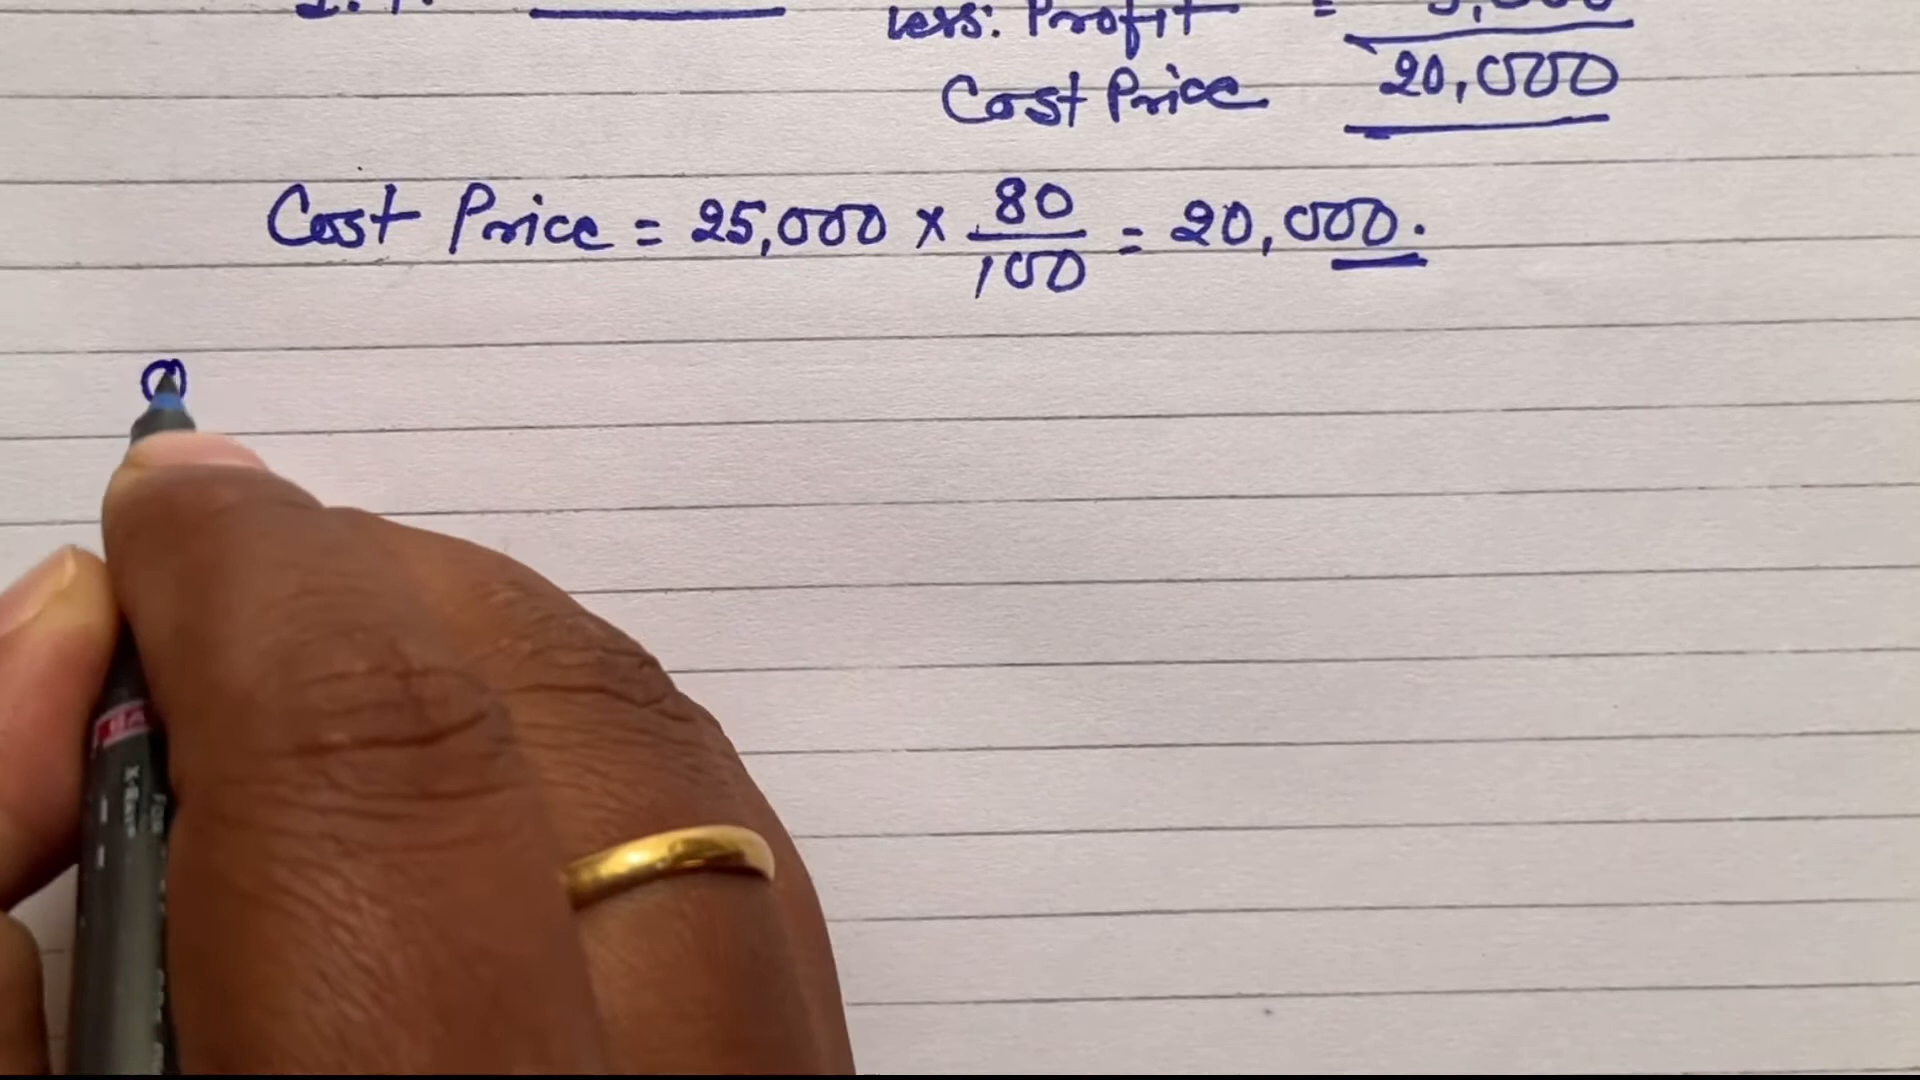 less: Profit =
Cost Price 20,000
Cost Price = 25,000 × 80/100 = 20,000.